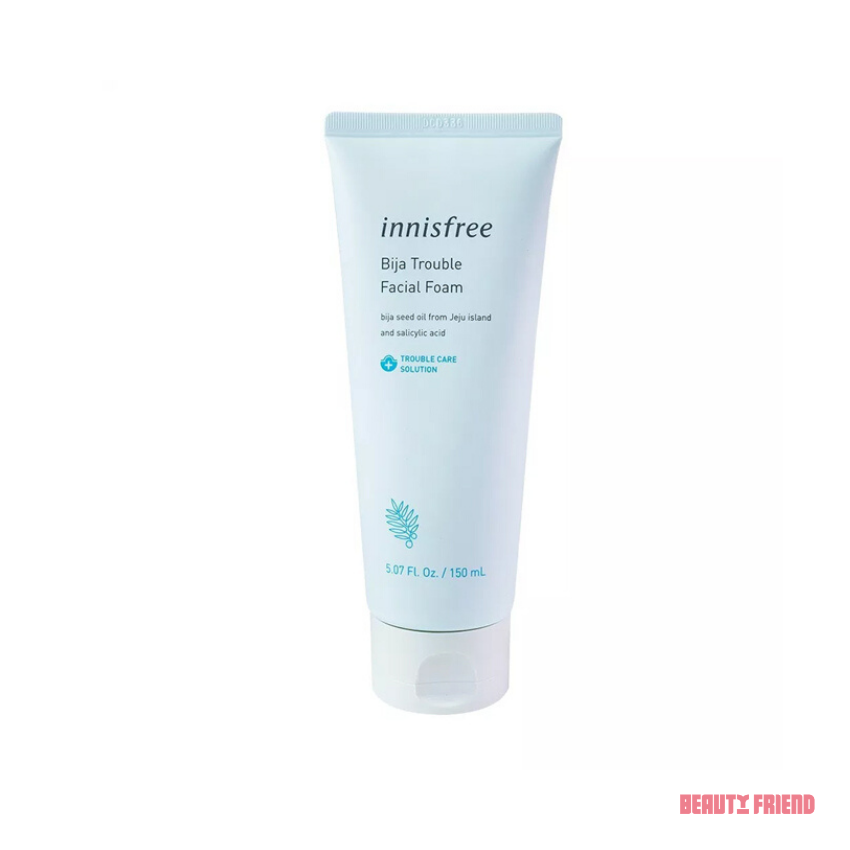 innisfree
Bija Trouble
Facial Foam
bija seed oil from Jeju island
and salicylic acid
TROUBLE CARE
SOLUTION
5.07 Fl. Oz. / 150 mL
BEAUTY FRIEND